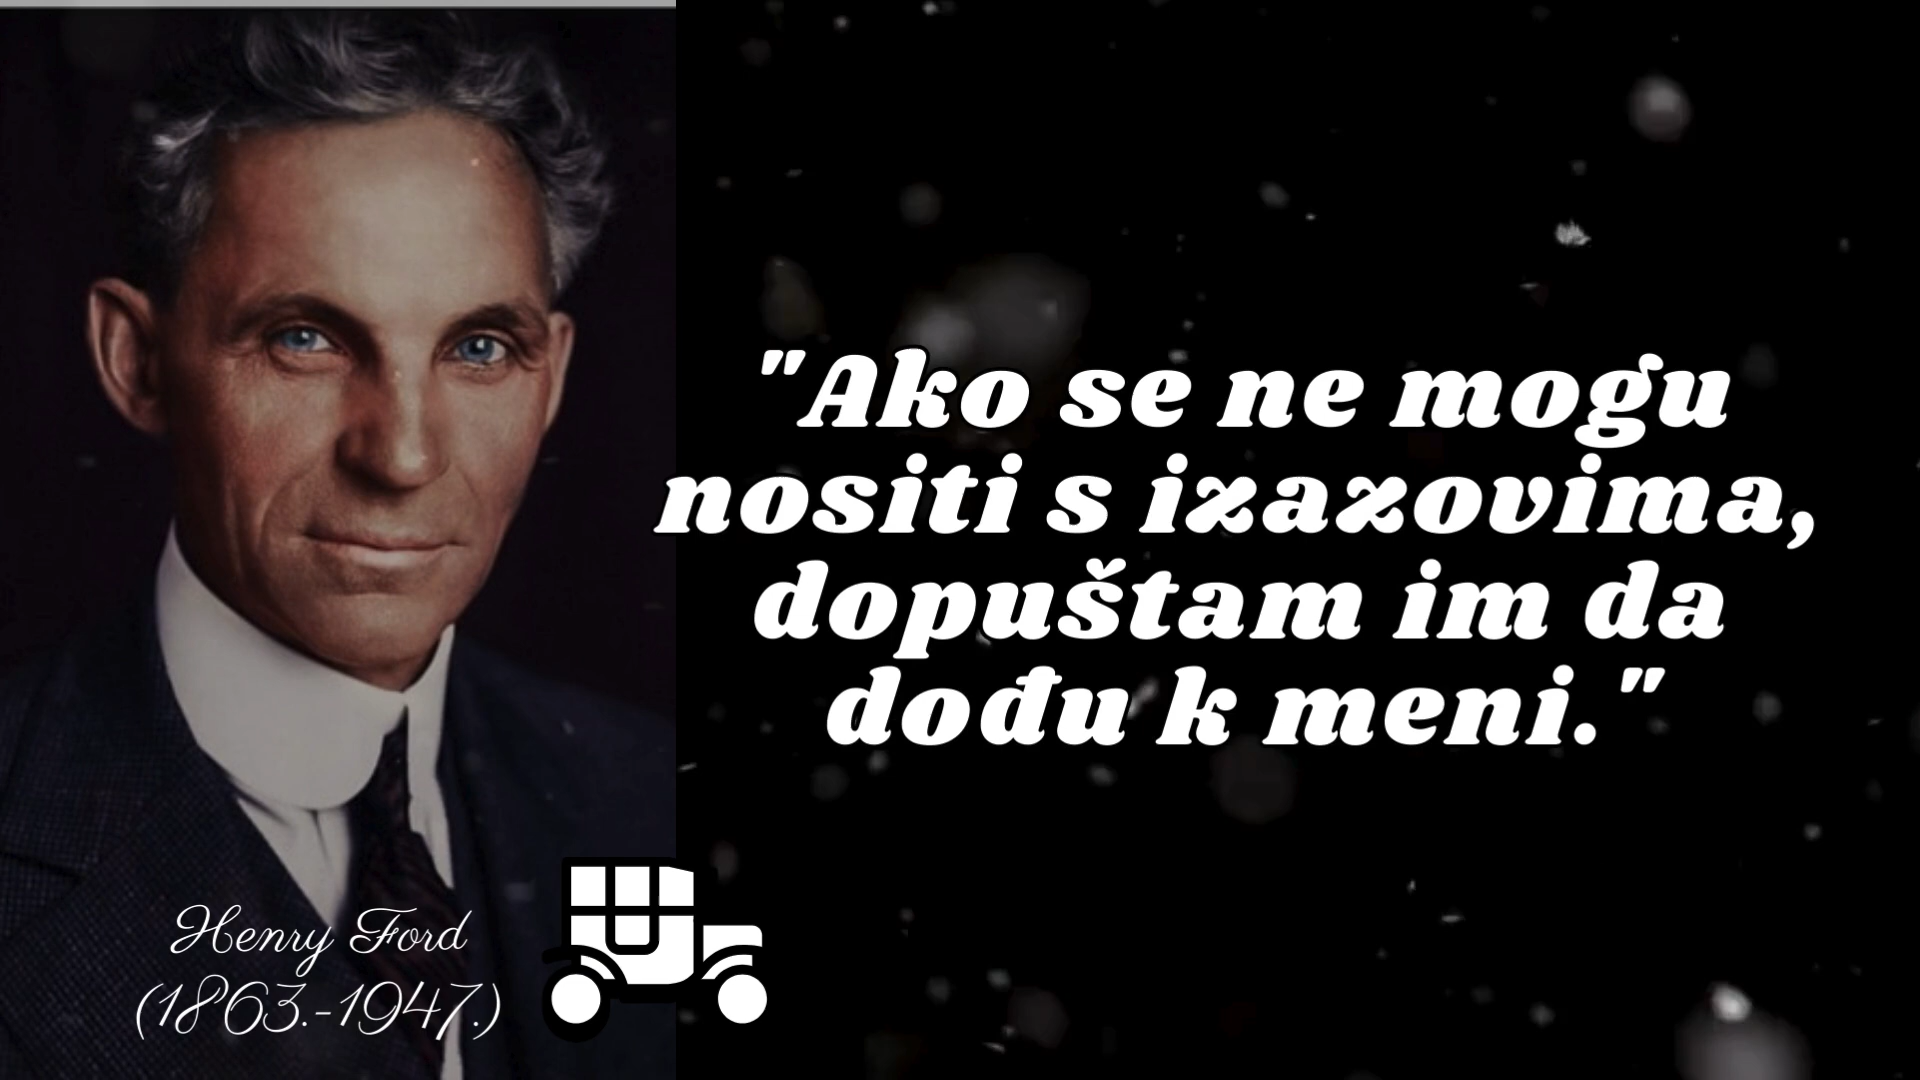 "Ako se ne mogu
nositi s izazovima,
dopuštam im da
dođu k meni."
Henry Ford
(1863.-1947.)